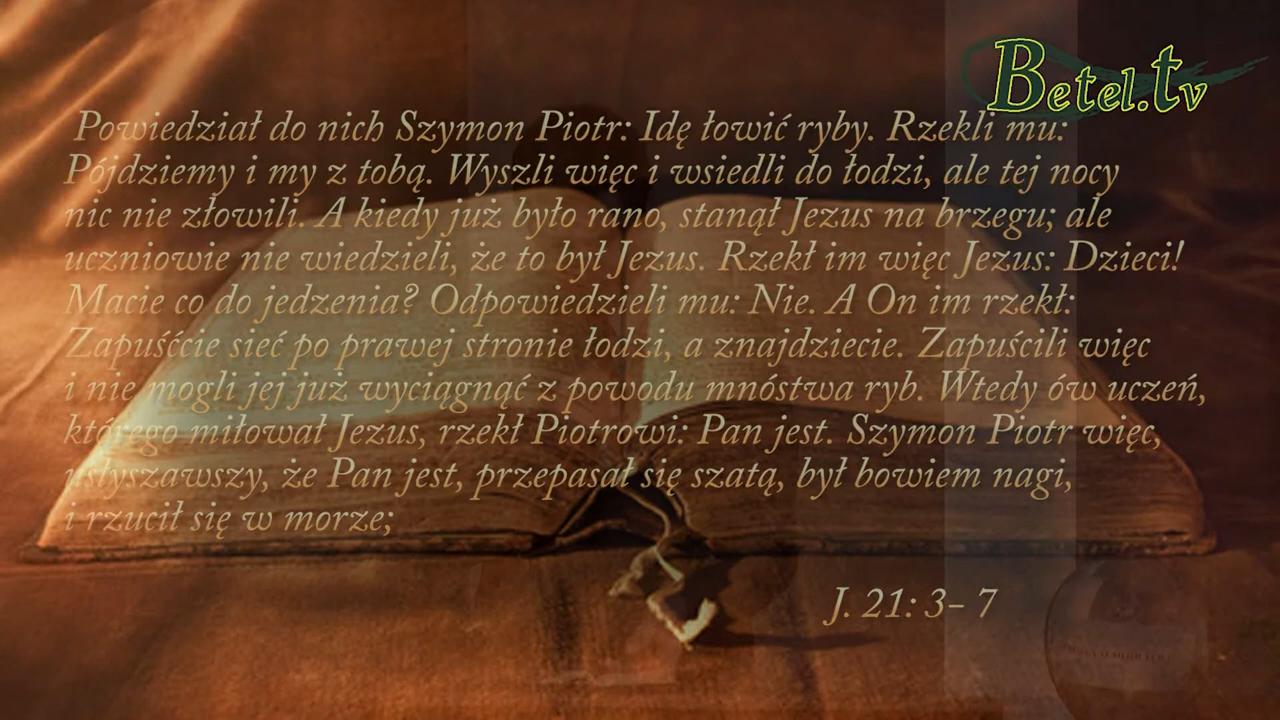 Betel.tv
Powiedział do nich Szymon Piotr: Idę łowić ryby. Rzekli mu:
Pójdziemy i my z tobą. Wyszli więc i wsiedli do łodzi, ale tej nocy
nic nie złowili. A kiedy już było rano, stanął Jezus na brzegu; ale
uczniowie nie wiedzieli, że to był Jezus. Rzekł im więc Jezus: Dzieci!
Macie co do jedzenia? Odpowiedzieli mu: Nie. A On im rzekł:
Zapuśćcie sieć po prawej stronie łodzi, a znajdziecie. Zapuścili więc
i nie mogli jej już wyciągnąć z powodu mnóstwa ryb. Wtedy ów uczeń,
którego miłował Jezus, rzekł Piotrowi: Pan jest. Szymon Piotr więc,
usłyszawszy, że Pan jest, przepasał się szatą, był bowiem nagi,
i rzucił się w morze;
J. 21: 3– 7